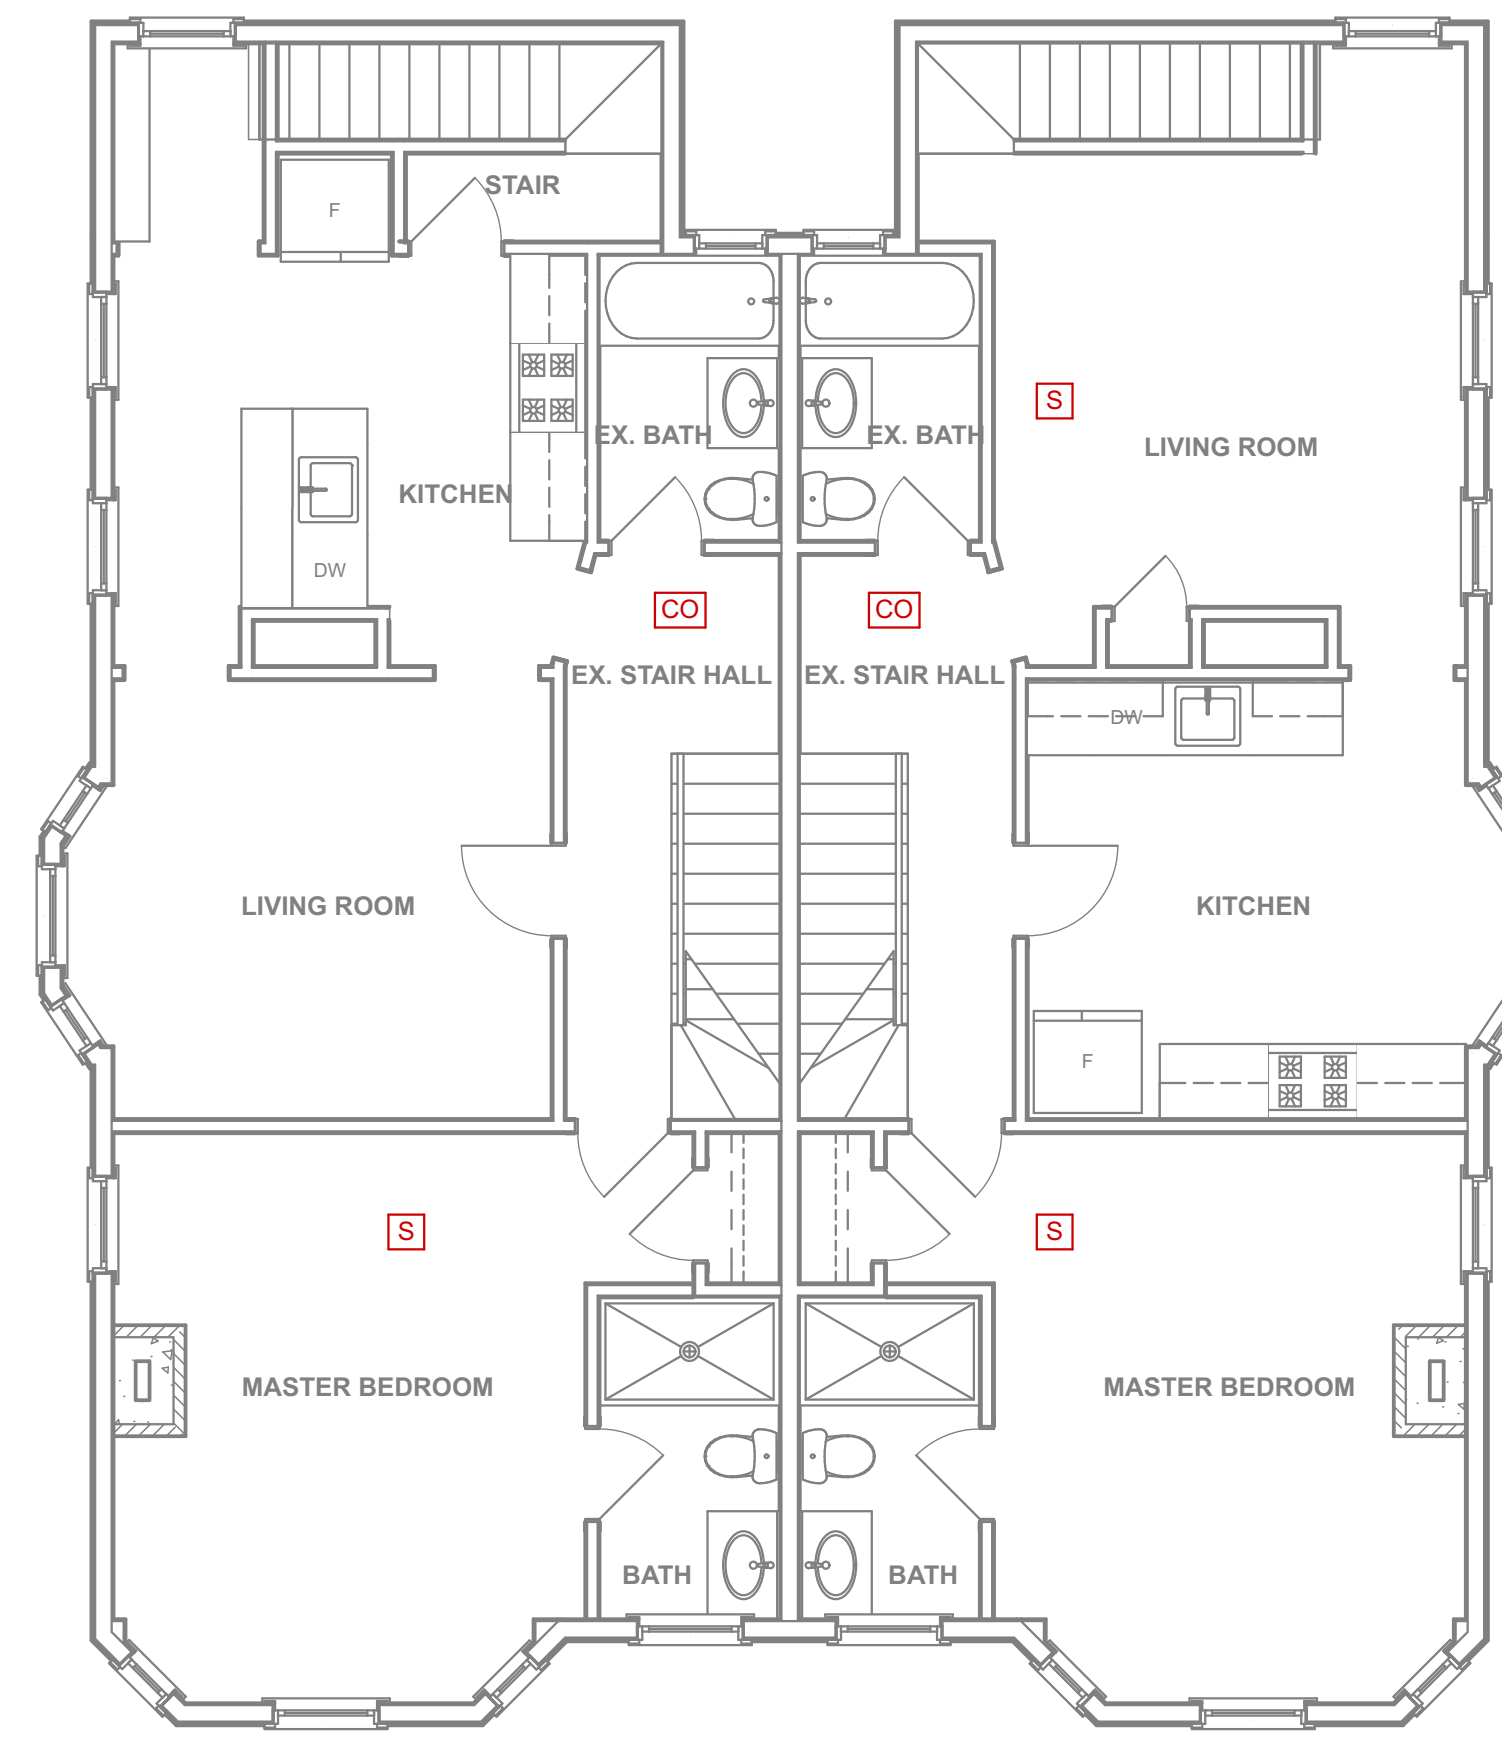 STAIR
F
S
EX. BATH
EX. BATH
LIVING ROOM
KITCHEN
DW
CO
CO
EX. STAIR HALL
EX. STAIR HALL
DW
LIVING ROOM
KITCHEN
F
S
S
MASTER BEDROOM
MASTER BEDROOM
BATH
BATH